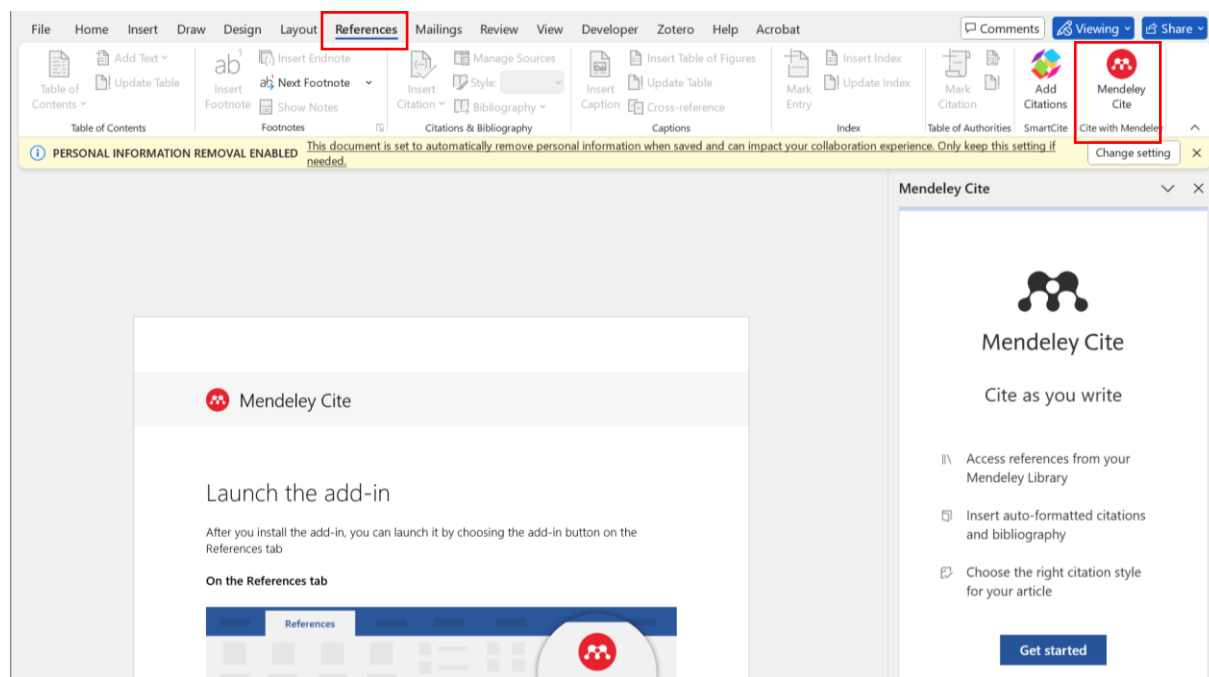 File Home Insert Draw Design Layout References Mailings Review View Developer Zotero Help Acrobat Comments Viewing Share
Table of Contents
Add Text
Update Table
Table of Contents
ab1
Insert Footnote
Insert Endnote
Next Footnote
Show Notes
Footnotes
Insert Citation
Manage Sources
Style:
Bibliography
Citations & Bibliography
Insert Caption
Insert Table of Figures
Update Table
Cross-reference
Captions
Mark Entry
Insert Index
Update Index
Index
Mark Citation
Table of Authorities
Add Citations
SmartCite
Mendeley Cite
Cite with Mendeley
PERSONAL INFORMATION REMOVAL ENABLED
This document is set to automatically remove personal information when saved and can impact your collaboration experience. Only keep this setting if
needed.
Change setting
Mendeley Cite
Launch the add-in
After you install the add-in, you can launch it by choosing the add-in button on the
References tab
On the References tab
References
Mendeley Cite
Mendeley Cite
Cite as you write
Access references from your
Mendeley Library
Insert auto-formatted citations
and bibliography
Choose the right citation style
for your article
Get started